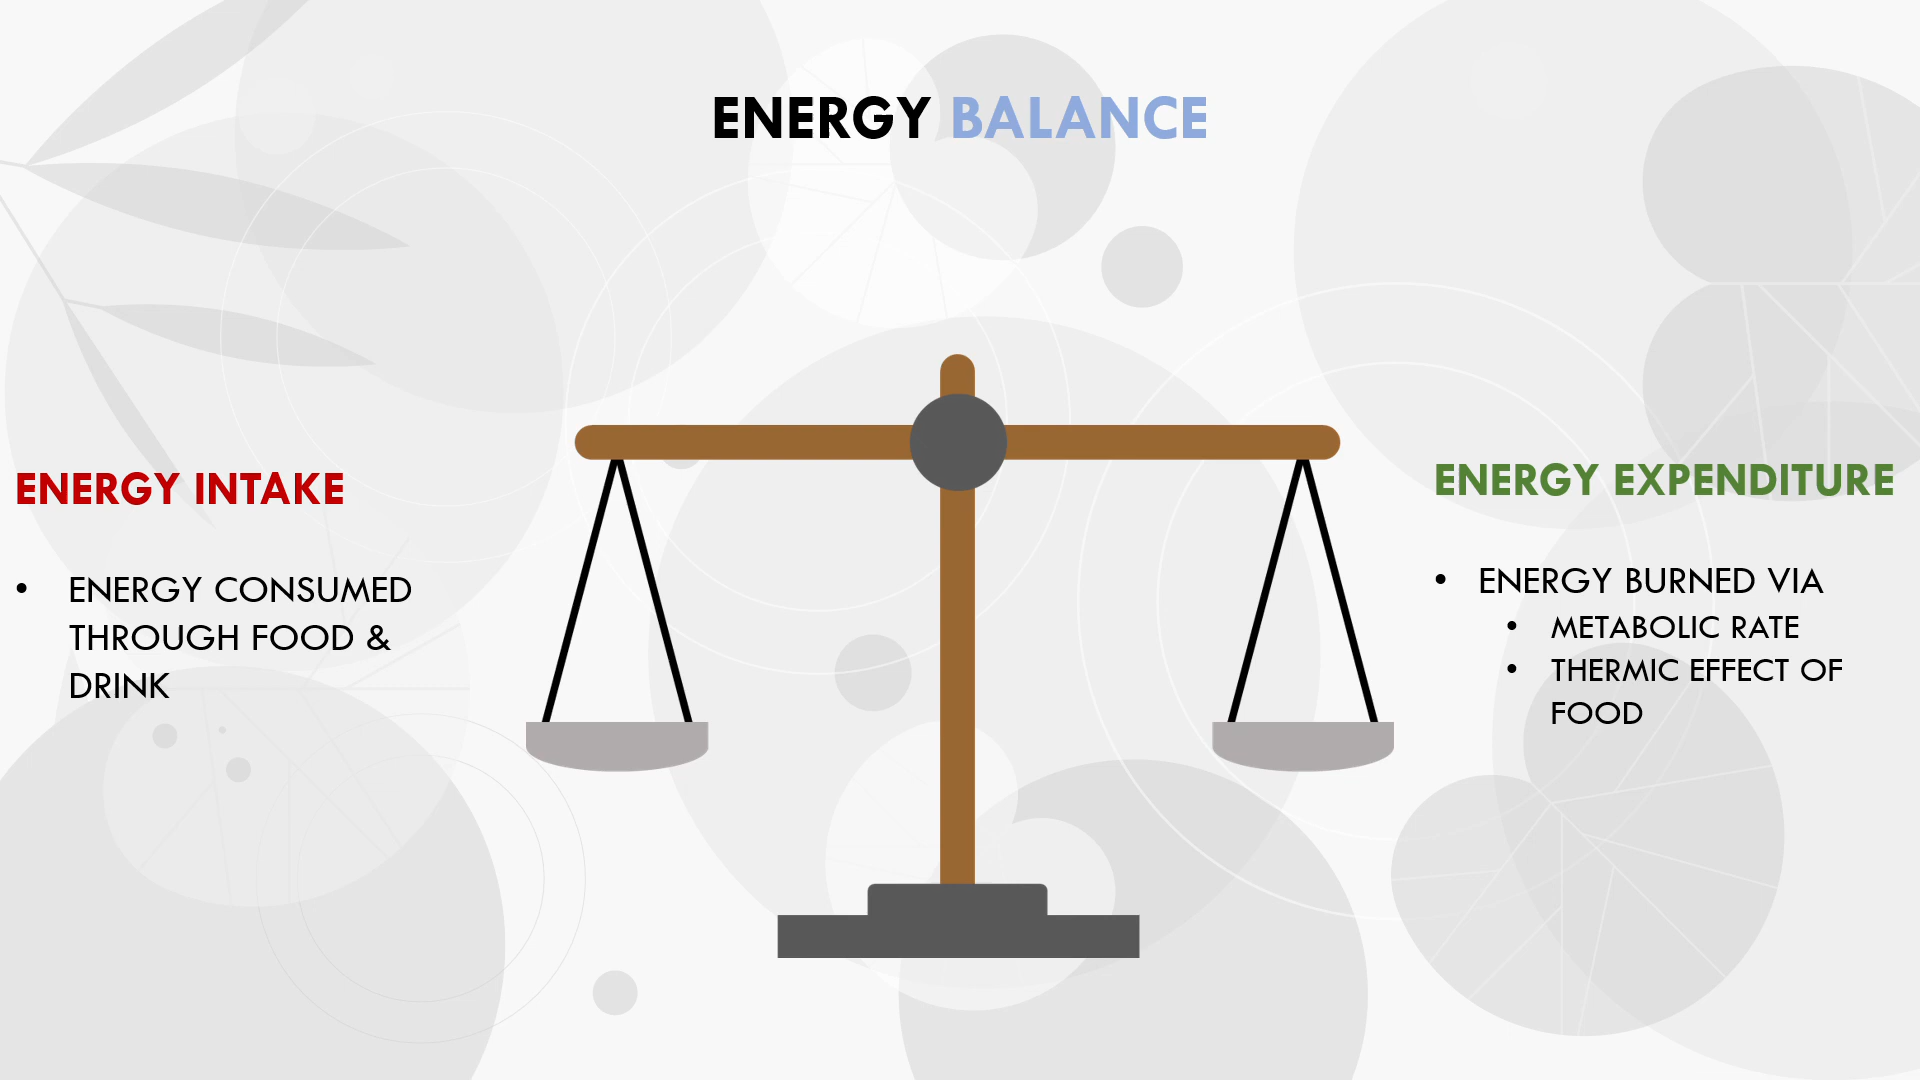 ENERGY BALANCE
ENERGY INTAKE
• ENERGY CONSUMED
THROUGH FOOD &
DRINK
ENERGY EXPENDITURE
• ENERGY BURNED VIA
• METABOLIC RATE
• THERMIC EFFECT OF
FOOD